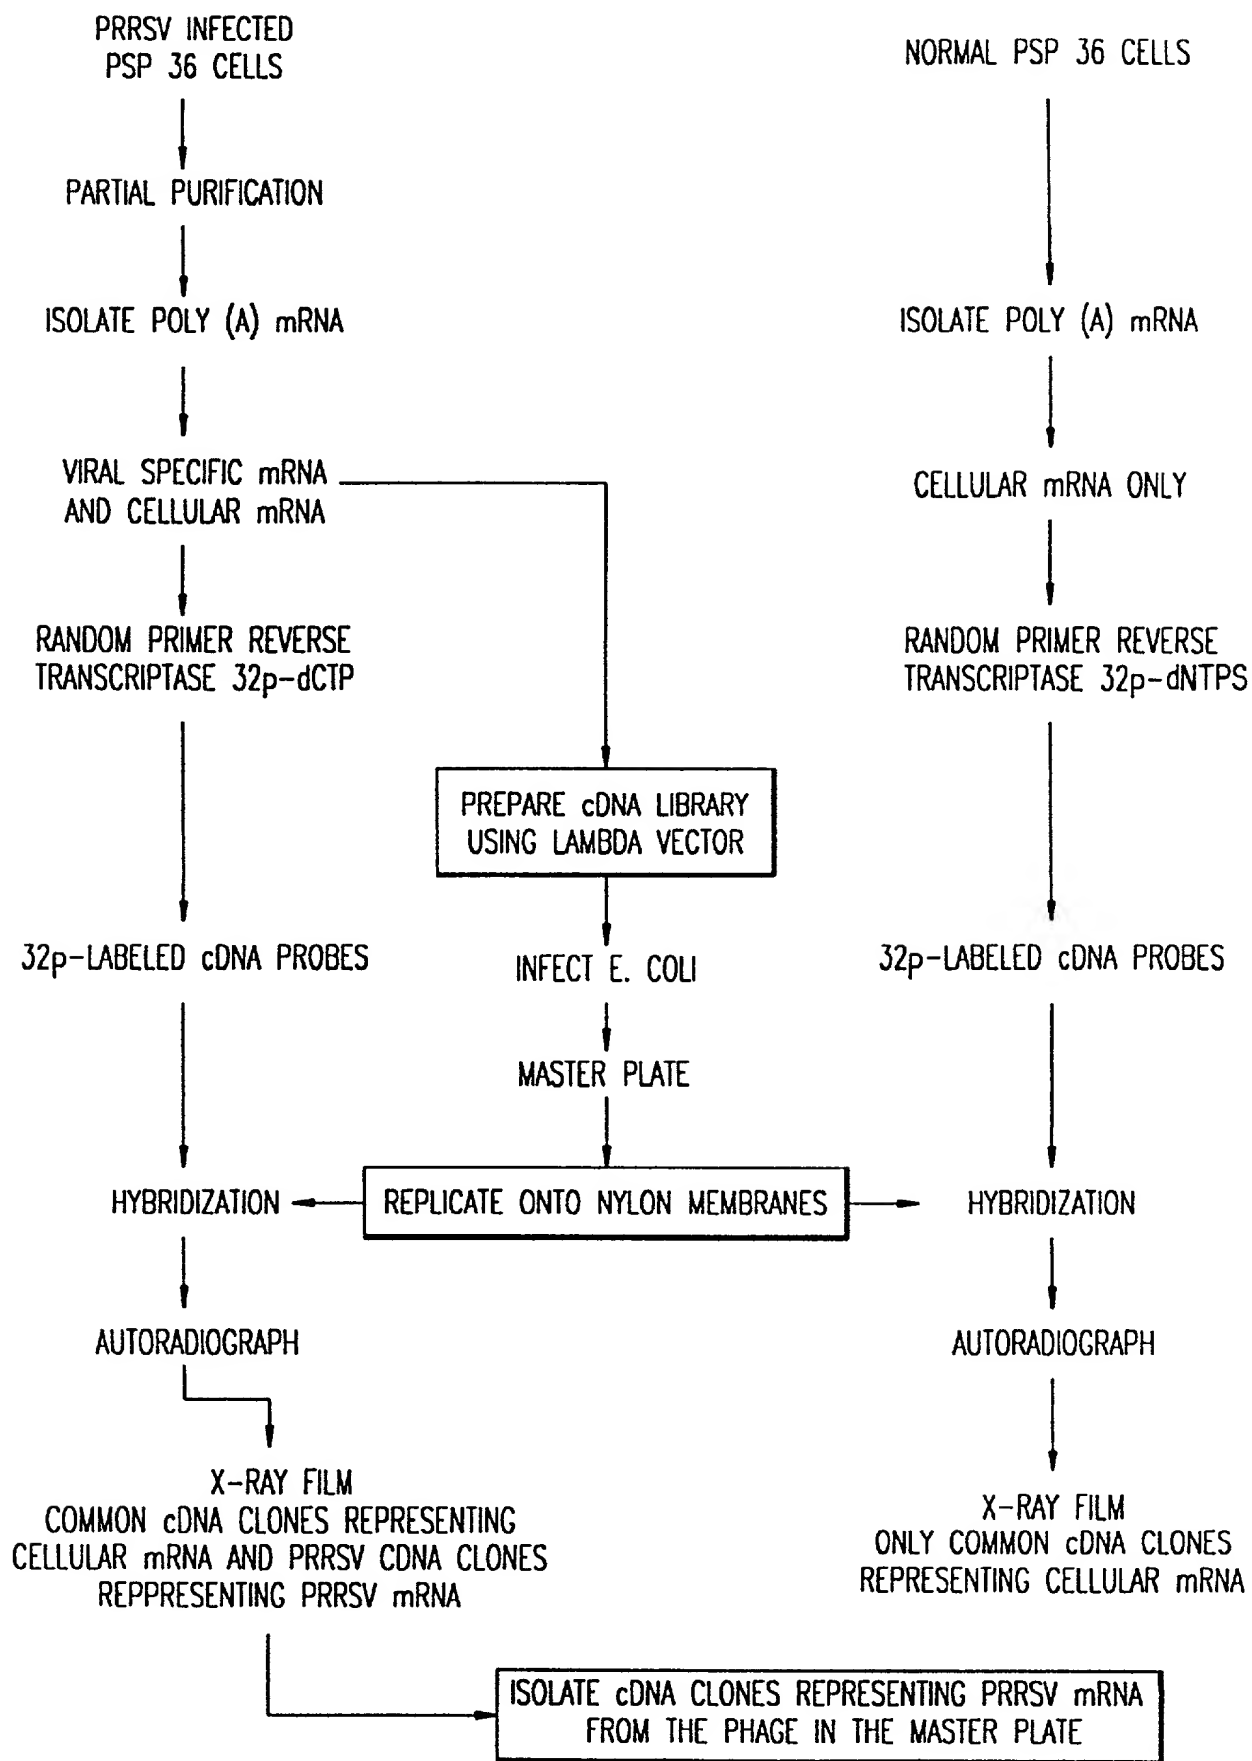 PRRSV INFECTED
PSP 36 CELLS
PARTIAL PURIFICATION
ISOLATE POLY (A) mRNA
VIRAL SPECIFIC mRNA
AND CELLULAR mRNA
RANDOM PRIMER REVERSE
TRANSCRIPTASE 32p-dCTP
32p-LABELED cDNA PROBES
HYBRIDIZATION
AUTORADIOGRAPH
X-RAY FILM
COMMON cDNA CLONES REPRESENTING
CELLULAR mRNA AND PRRSV CDNA CLONES
REPPRESENTING PRRSV mRNA
PREPARE cDNA LIBRARY
USING LAMBDA VECTOR
INFECT E. COLI
MASTER PLATE
REPLICATE ONTO NYLON MEMBRANES
NORMAL PSP 36 CELLS
ISOLATE POLY (A) mRNA
CELLULAR mRNA ONLY
RANDOM PRIMER REVERSE
TRANSCRIPTASE 32p-dNTPS
32p-LABELED cDNA PROBES
HYBRIDIZATION
AUTORADIOGRAPH
X-RAY FILM
ONLY COMMON cDNA CLONES
REPRESENTING CELLULAR mRNA
ISOLATE cDNA CLONES REPRESENTING PRRSV mRNA
FROM THE PHAGE IN THE MASTER PLATE